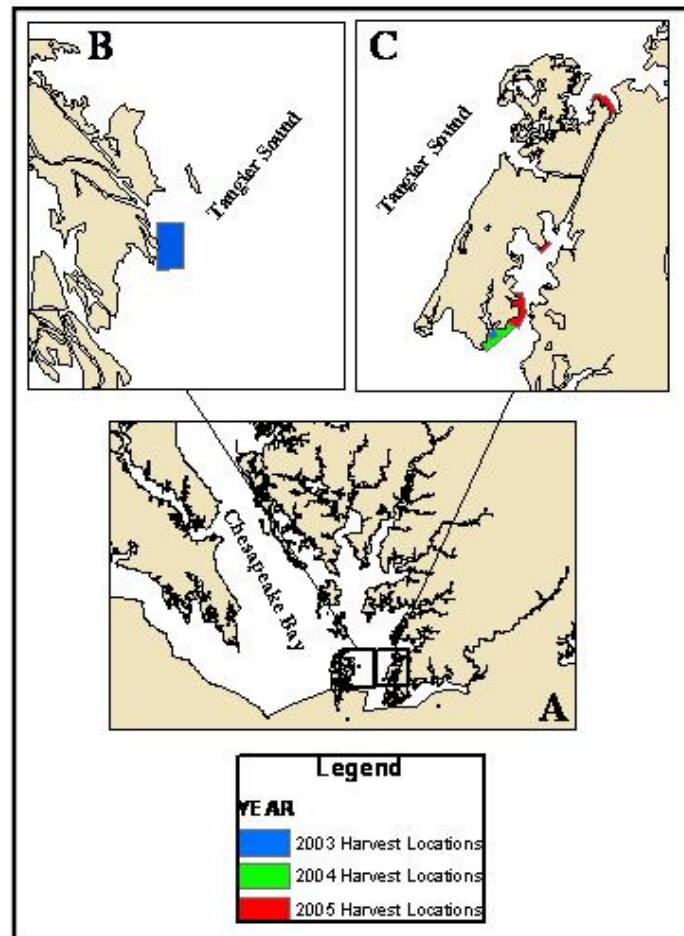 B
Tangier Sound
C
Tangier Sound
Chesapeake Bay
A
Legend
YEAR
2003 Harvest Locations
2004 Harvest Locations
2005 Harvest Locations